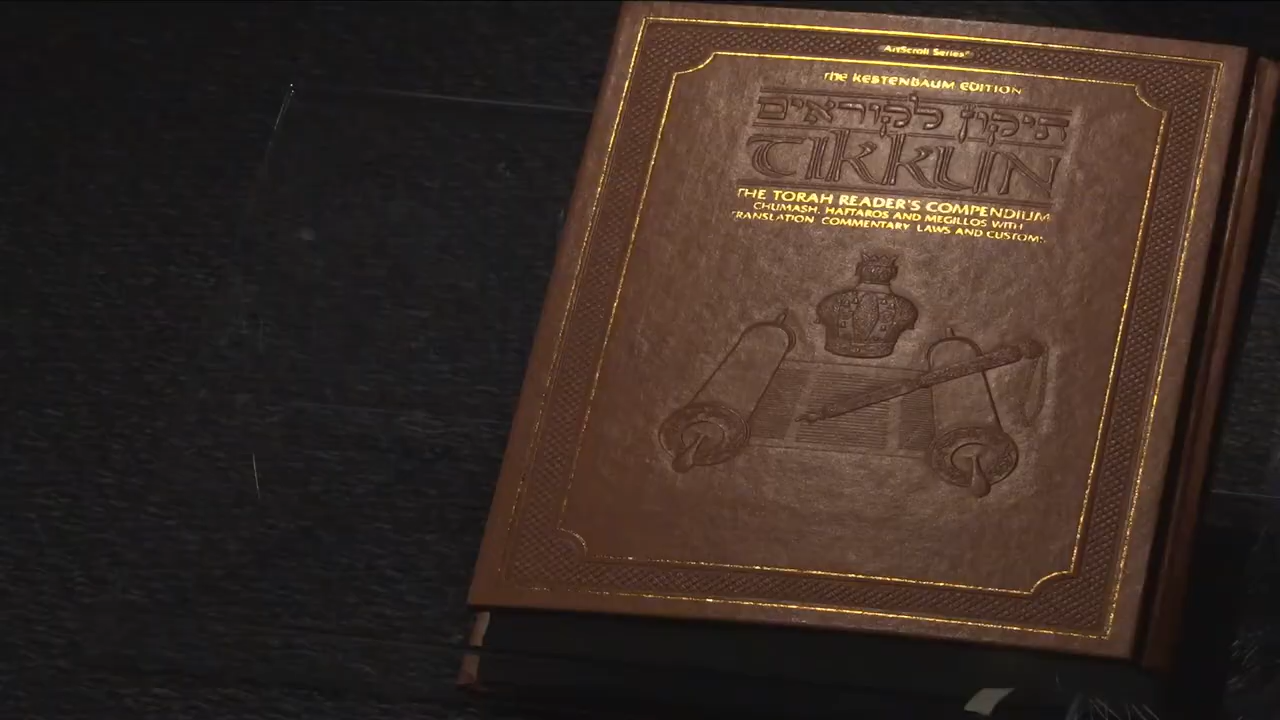 ArtScroll Series®
The KESTENBAUM EDITION
תיקון לקוראים
TIKKUN
THE TORAH READER'S COMPENDIUM
CHUMASH, HAFTAROS AND MEGILLOS WITH
TRANSLATION, COMMENTARY, LAWS AND CUSTOMS